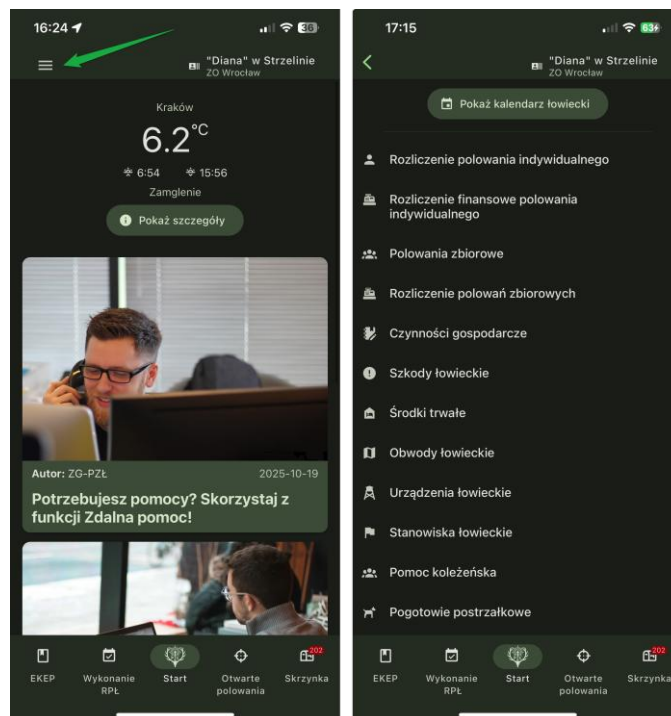 16:24
36
"Diana" w Strzelinie
ZO Wrocław
Kraków
6.2°C
6:54 15:56
Zamglenie
Pokaż szczegóły
Autor: ZG-PZŁ 2025-10-19
Potrzebujesz pomocy? Skorzystaj z
funkcji Zdalna pomoc!
202
EKEP
Wykonanie
RPŁ
Start
Otwarte
polowania
Skrzynka
17:15
63
"Diana" w Strzelinie
ZO Wrocław
Pokaż kalendarz łowiecki
Rozliczenie polowania indywidualnego
Rozliczenie finansowe polowania
indywidualnego
Polowania zbiorowe
Rozliczenie polowań zbiorowych
Czynności gospodarcze
Szkody łowieckie
Środki trwałe
Obwody łowieckie
Urządzenia łowieckie
Stanowiska łowieckie
Pomoc koleżeńska
Pogotowie postrzałkowe
202
EKEP
Wykonanie
RPŁ
Start
Otwarte
polowania
Skrzynka